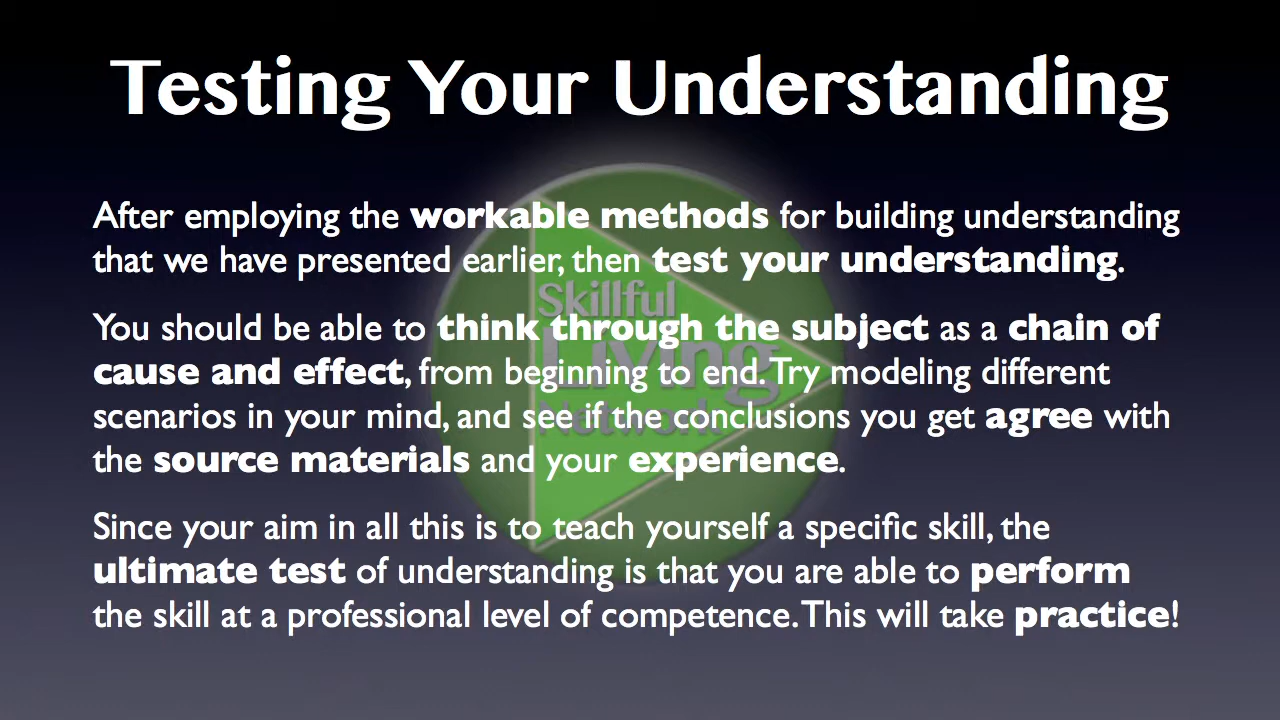 Testing Your Understanding
After employing the workable methods for building understanding
that we have presented earlier, then test your understanding.
Skillful
You should be able to think through the subject as a chain of
Living
cause and effect, from beginning to end. Try modeling different
scenarios in your mind, and see if the conclusions you get agree with
Network
the source materials and your experience.
Since your aim in all this is to teach yourself a specific skill, the
ultimate test of understanding is that you are able to perform
the skill at a professional level of competence. This will take practice!